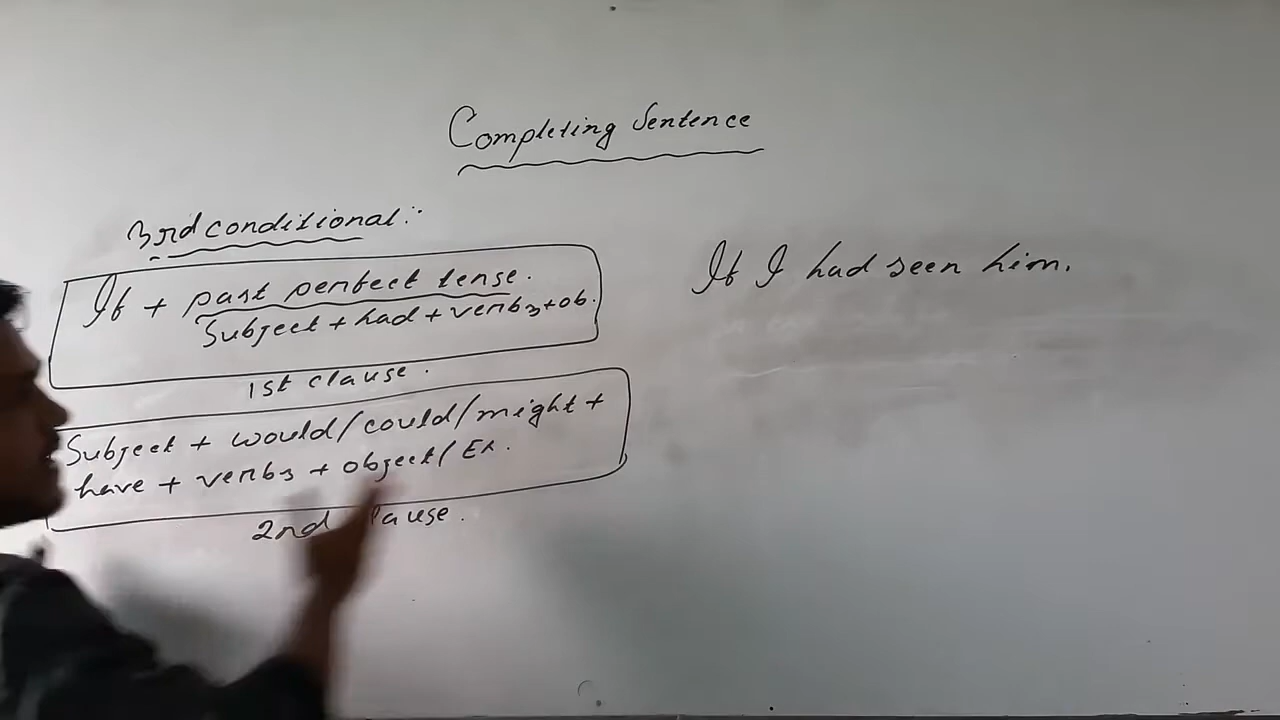 Completing Sentence
3rd conditional:
If + past perfect tense.
Subject + had + verb3 + ob.
1st clause.
Subject + would/could/might +
have + verb3 + object/Ex.
2nd lause.
If I had seen him.